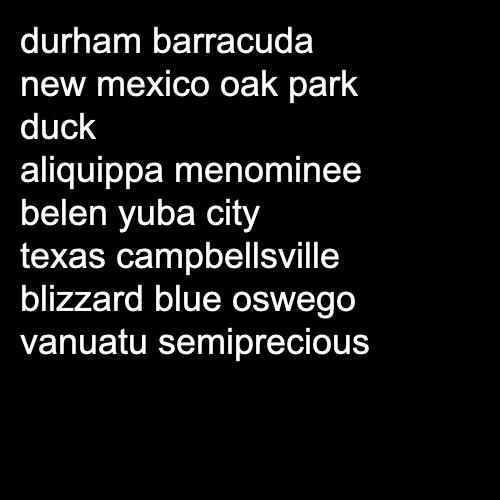 durham barracuda
new mexico oak park
duck
aliquippa menominee
belen yuba city
texas campbellsville
blizzard blue oswego
vanuatu semiprecious